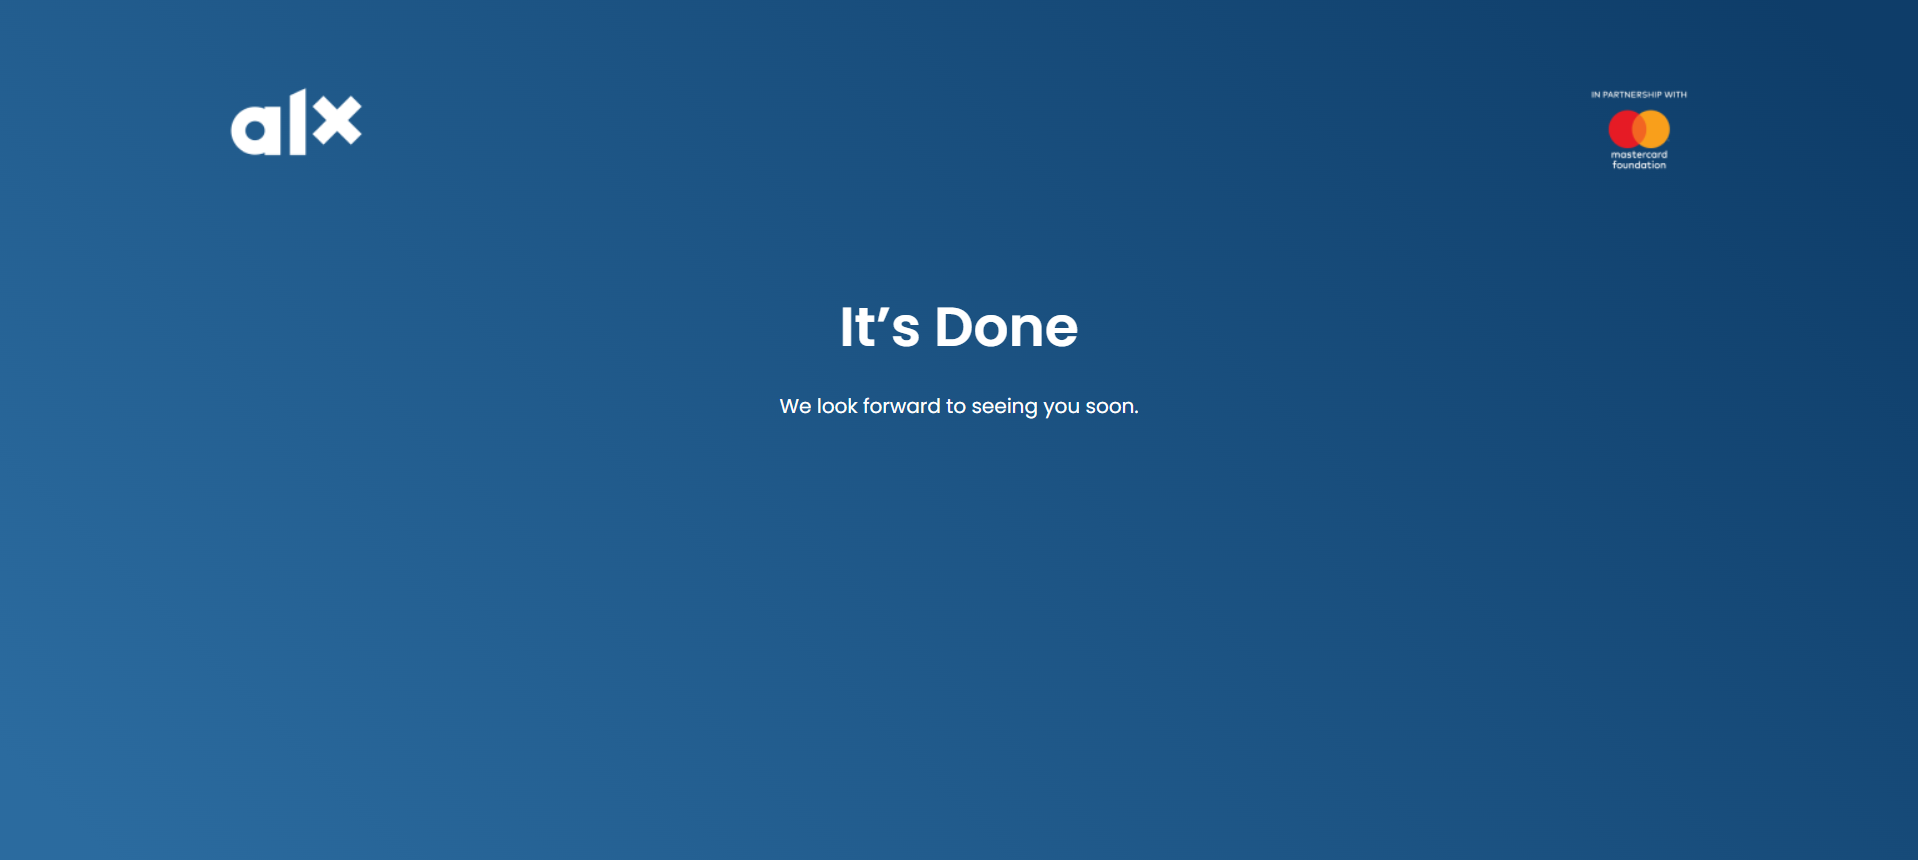 alx
IN PARTNERSHIP WITH
mastercard
foundation
It’s Done
We look forward to seeing you soon.